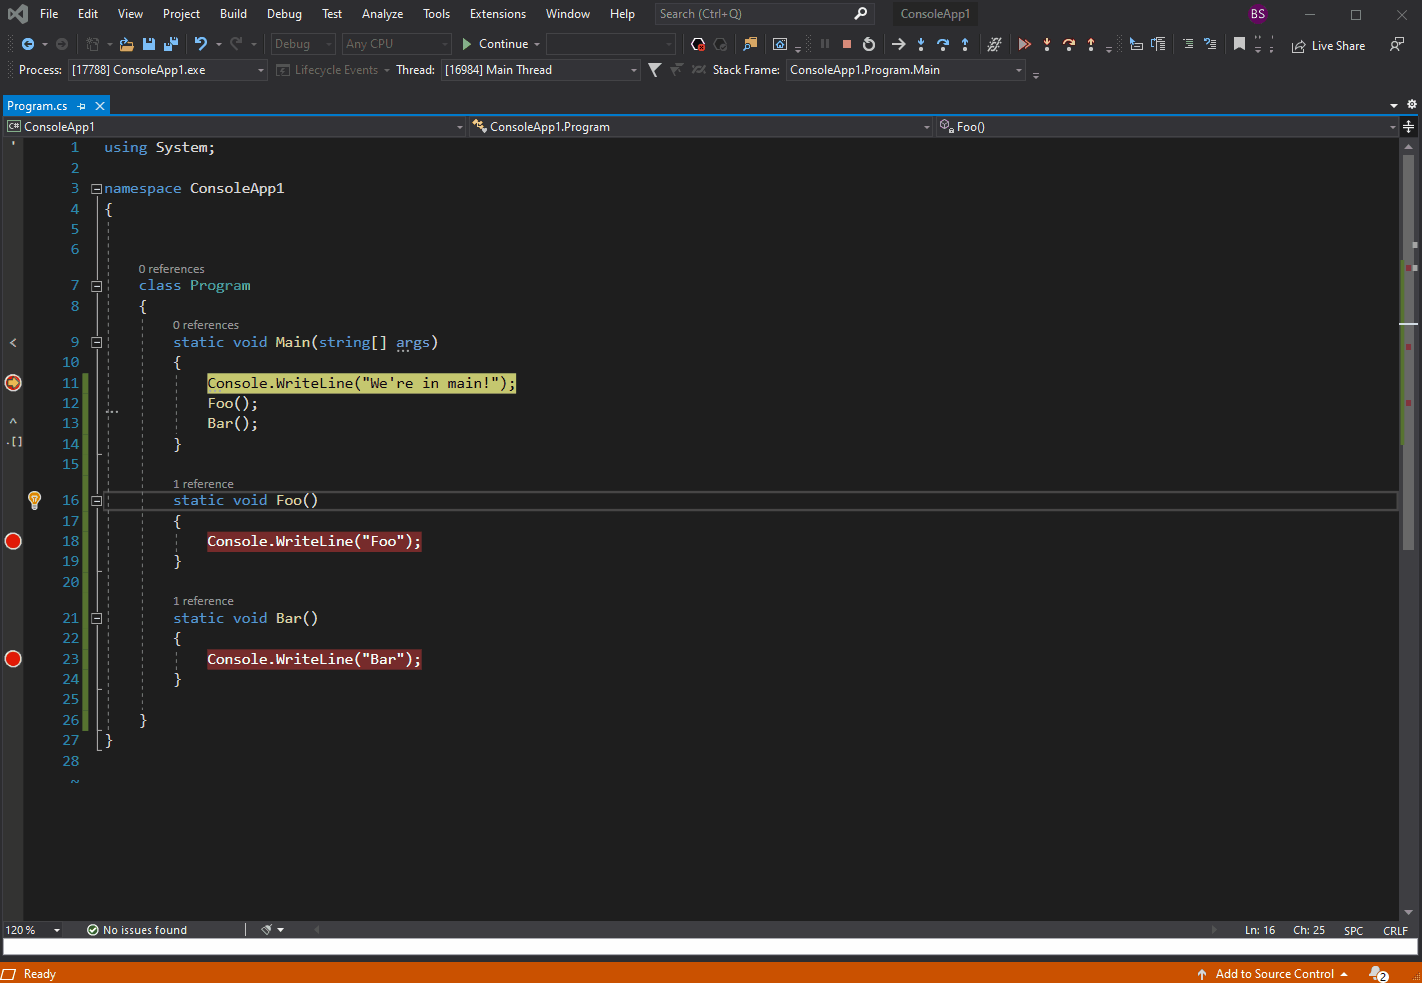 File Edit View Project Build Debug Test Analyze Tools Extensions Window Help Search (Ctrl+Q) ConsoleApp1 BS
Debug Any CPU Continue Live Share
Process: [17788] ConsoleApp1.exe Lifecycle Events Thread: [16984] Main Thread Stack Frame: ConsoleApp1.Program.Main
Program.cs
C# ConsoleApp1 ConsoleApp1.Program Foo()
1 using System;
2
3 namespace ConsoleApp1
4 {
5
6
0 references
7 class Program
8 {
0 references
9 static void Main(string[] args)
10 {
11 Console.WriteLine("We're in main!");
12 Foo();
13 Bar();
14 }
15
1 reference
16 static void Foo()
17 {
18 Console.WriteLine("Foo");
19 }
20
1 reference
21 static void Bar()
22 {
23 Console.WriteLine("Bar");
24 }
25
26 }
27 }
28
~
120 % No issues found Ln: 16 Ch: 25 SPC CRLF
Ready Add to Source Control 2